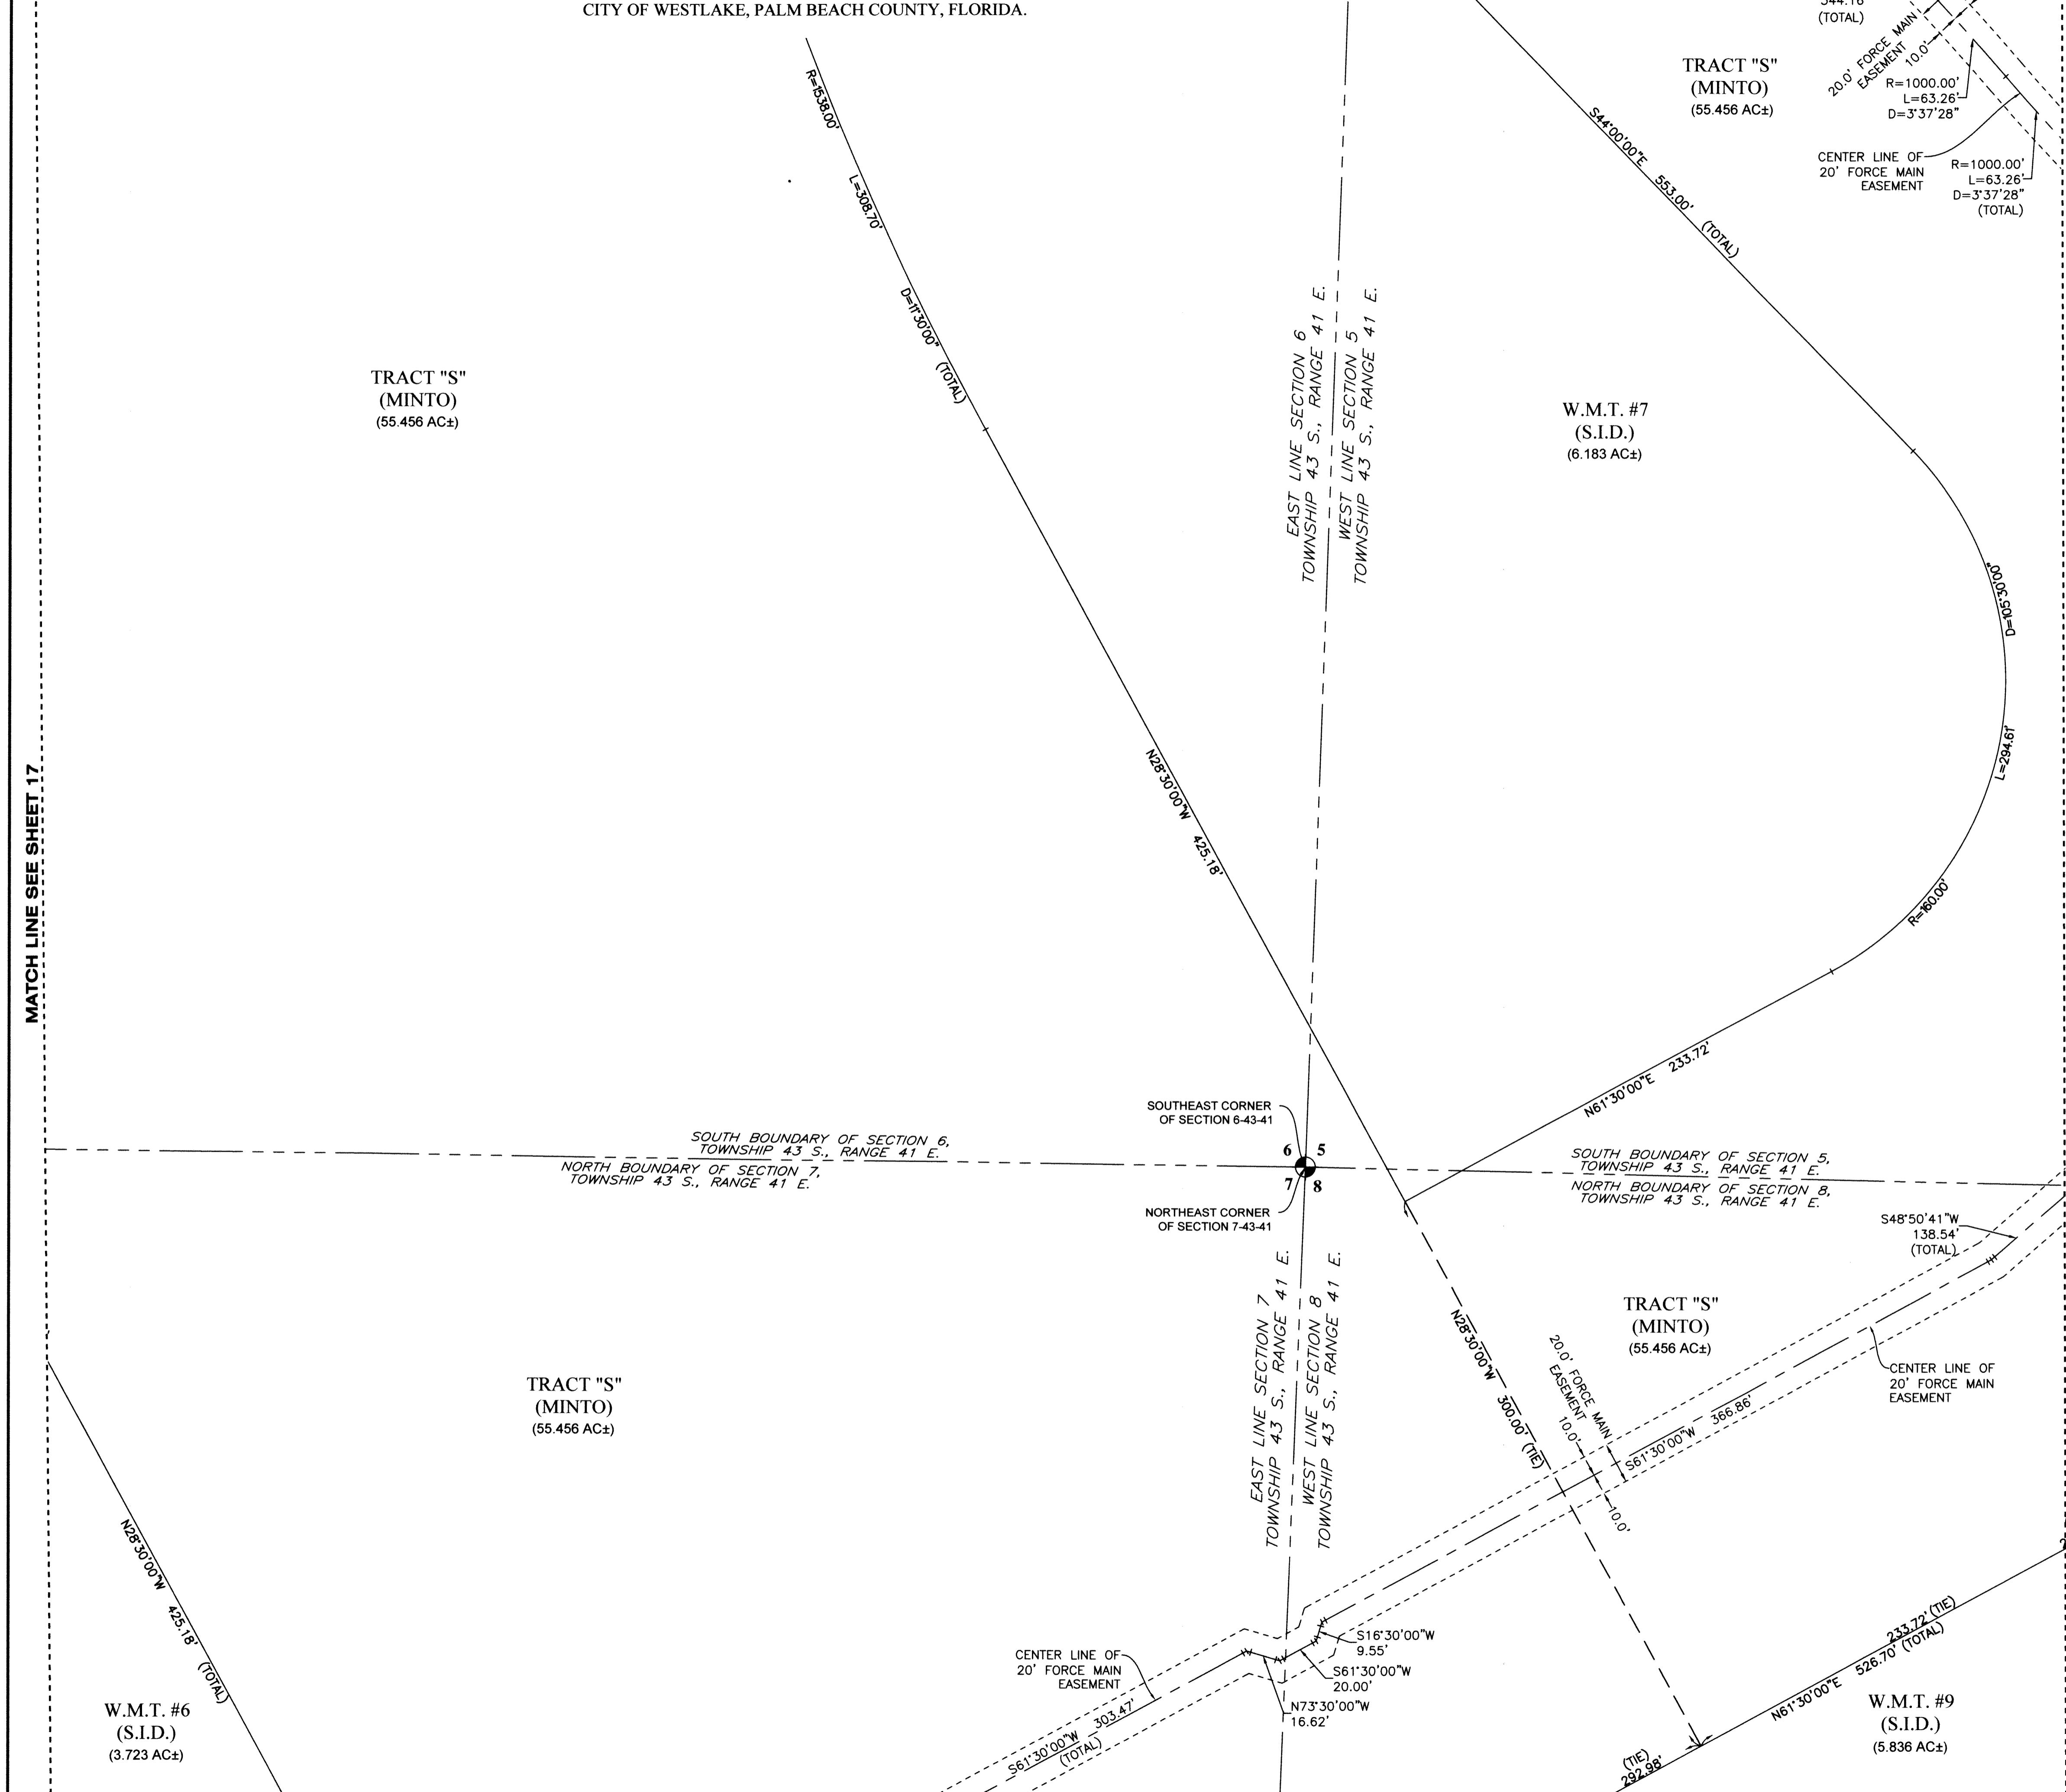 CITY OF WESTLAKE, PALM BEACH COUNTY, FLORIDA.
(TOTAL)
20.0' FORCE MAIN
EASEMENT
10.0'
R=1000.00'
L=63.26'
D=3°37'28"
CENTER LINE OF
20' FORCE MAIN
EASEMENT
R=1000.00'
L=63.26'
D=3°37'28"
(TOTAL)
TRACT "S"
(MINTO)
(55.456 AC±)
R=1538.00'
L=308.70'
D=11°30'00" (TOTAL)
S44°00'00"E 553.00' (TOTAL)
TRACT "S"
(MINTO)
(55.456 AC±)
EAST LINE SECTION 6
TOWNSHIP 43 S., RANGE 41 E.
WEST LINE SECTION 5
TOWNSHIP 43 S., RANGE 41 E.
W.M.T. #7
(S.I.D.)
(6.183 AC±)
D=105°30'00"
L=294.61'
R=160.00'
N28°30'00"W 425.18'
MATCH LINE SEE SHEET 17
N61°30'00"E 233.72'
SOUTHEAST CORNER
OF SECTION 6-43-41
6 5
7 8
SOUTH BOUNDARY OF SECTION 6,
TOWNSHIP 43 S., RANGE 41 E.
NORTH BOUNDARY OF SECTION 7,
TOWNSHIP 43 S., RANGE 41 E.
SOUTH BOUNDARY OF SECTION 5,
TOWNSHIP 43 S., RANGE 41 E.
NORTH BOUNDARY OF SECTION 8,
TOWNSHIP 43 S., RANGE 41 E.
NORTHEAST CORNER
OF SECTION 7-43-41
S48°50'41"W
138.54'
(TOTAL)
EAST LINE SECTION 7
TOWNSHIP 43 S., RANGE 41 E.
WEST LINE SECTION 8
TOWNSHIP 43 S., RANGE 41 E.
TRACT "S"
(MINTO)
(55.456 AC±)
N28°30'00"W 300.00' (TIE)
20.0' FORCE MAIN
EASEMENT
10.0'
10.0'
S61°30'00"W 366.86'
CENTER LINE OF
20' FORCE MAIN
EASEMENT
TRACT "S"
(MINTO)
(55.456 AC±)
N28°30'00"W 425.18' (TOTAL)
W.M.T. #6
(S.I.D.)
(3.723 AC±)
CENTER LINE OF
20' FORCE MAIN
EASEMENT
S16°30'00"W
9.55'
S61°30'00"W
20.00'
N73°30'00"W
16.62'
S61°30'00"W 303.47'
(TOTAL)
233.72' (TIE)
N61°30'00"E 526.70' (TOTAL)
W.M.T. #9
(S.I.D.)
(5.836 AC±)
(TIE)
292.98'